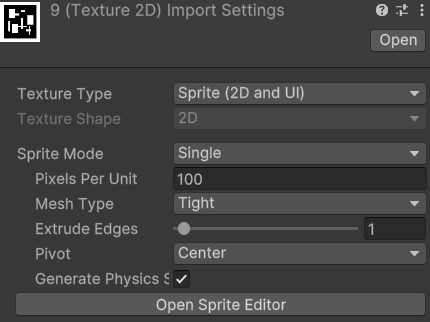 9 (Texture 2D) Import Settings
Open
Texture Type Sprite (2D and UI)
Texture Shape 2D
Sprite Mode Single
Pixels Per Unit 100
Mesh Type Tight
Extrude Edges 1
Pivot Center
Generate Physics S
Open Sprite Editor